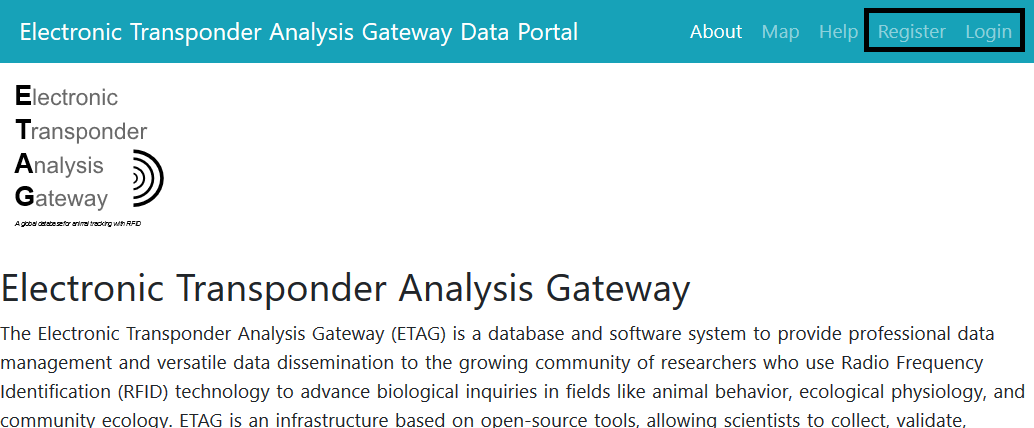 Electronic Transponder Analysis Gateway Data Portal About Map Help Register Login
Electronic
Transponder
Analysis
Gateway
A global database for animal tracking with RFID
Electronic Transponder Analysis Gateway
The Electronic Transponder Analysis Gateway (ETAG) is a database and software system to provide professional data
management and versatile data dissemination to the growing community of researchers who use Radio Frequency
Identification (RFID) technology to advance biological inquiries in fields like animal behavior, ecological physiology, and
community ecology. ETAG is an infrastructure based on open-source tools, allowing scientists to collect, validate,